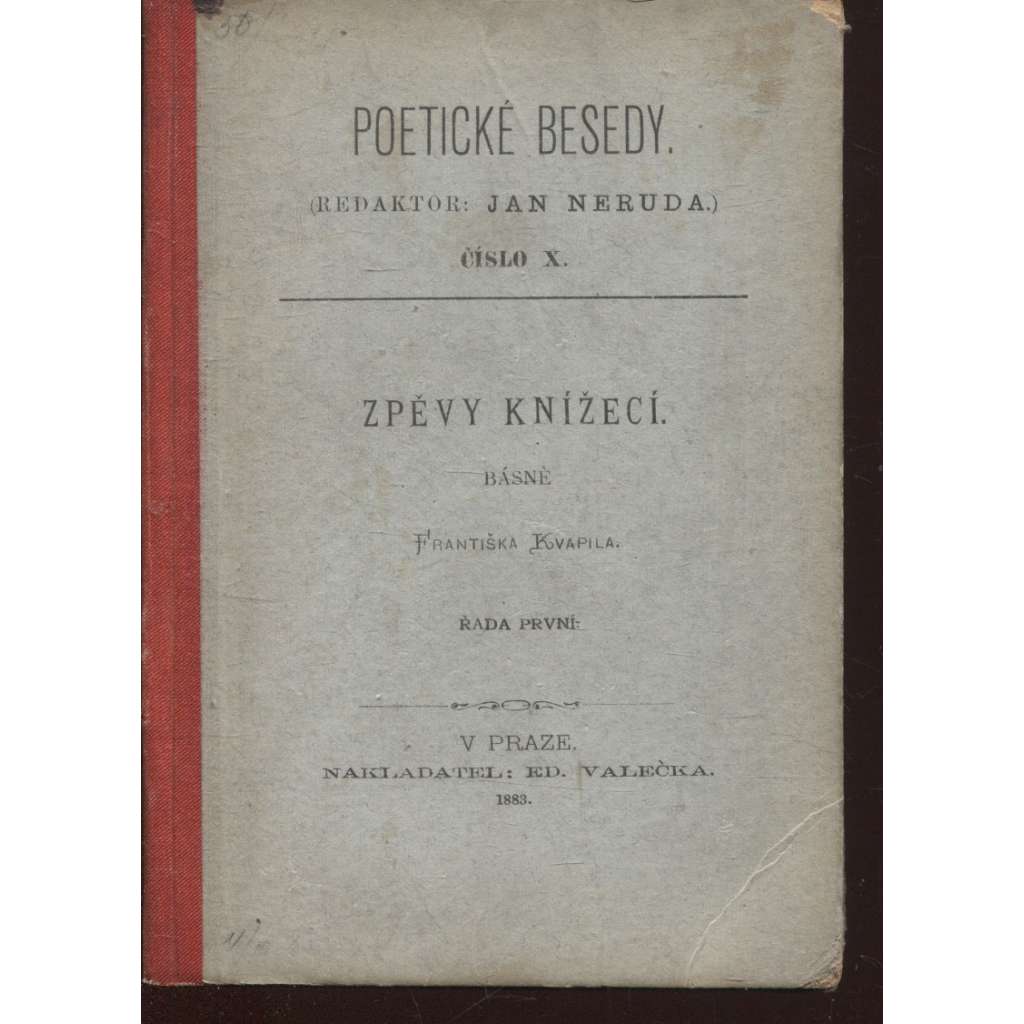 POETICKÉ BESEDY.
(REDAKTOR: JAN NERUDA.)
ČÍSLO X.
ZPĚVY KNÍŽECÍ.
BÁSNĚ
FRANTIŠKA KVAPILA.
ŘADA PRVNÍ.
V PRAZE.
NAKLADATEL: ED. VALEČKA.
1883.